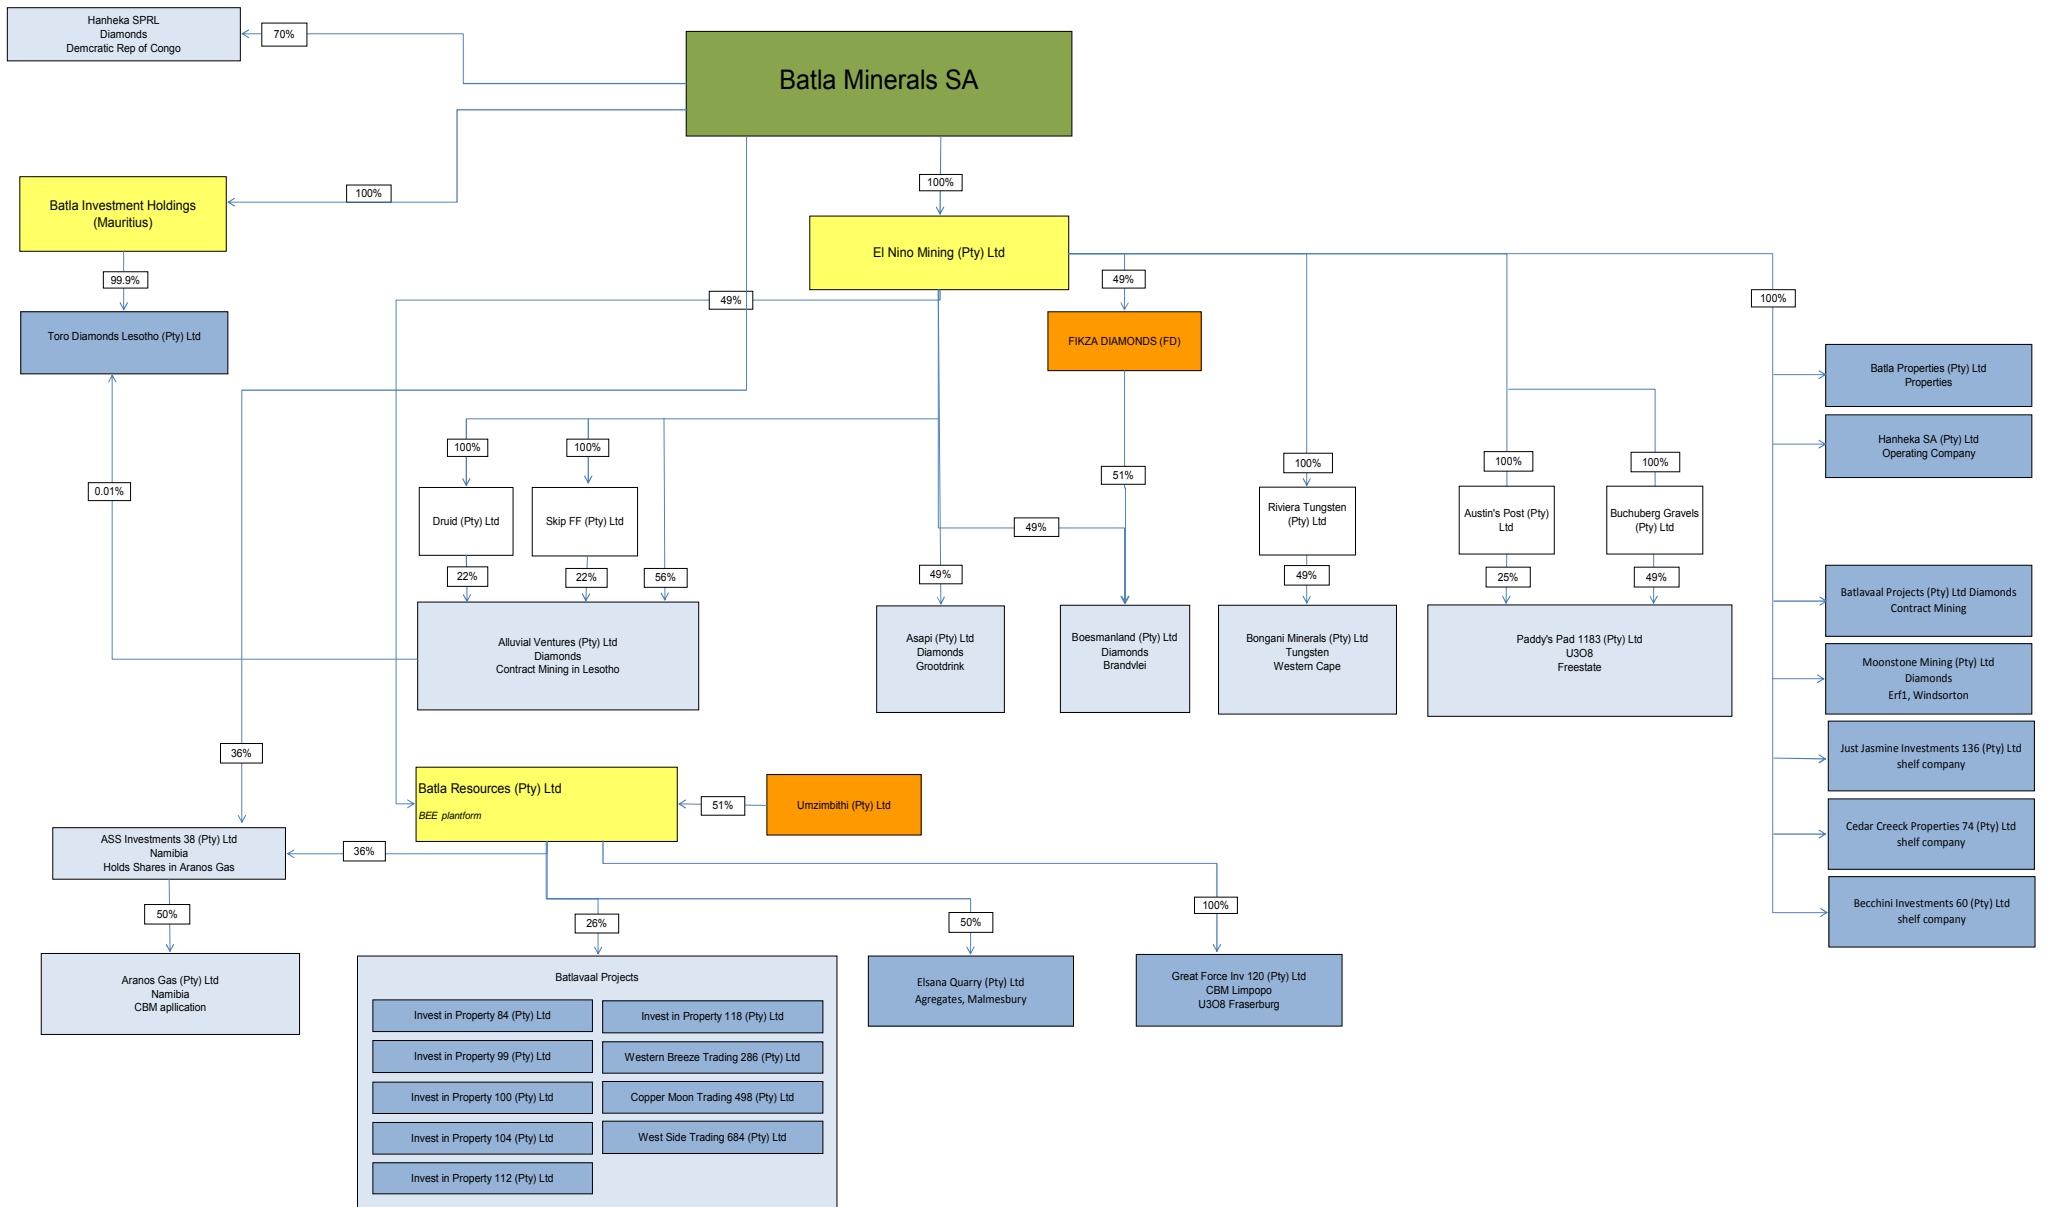 Hanheka SPRL
Diamonds
Demcratic Rep of Congo
70%
Batla Minerals SA
100%
100%
Batla Investment Holdings
(Mauritius)
El Nino Mining (Pty) Ltd
99.9%
49%
49%
100%
Toro Diamonds Lesotho (Pty) Ltd
FIKZA DIAMONDS (FD)
Batla Properties (Pty) Ltd
Properties
Hanheka SA (Pty) Ltd
Operating Company
100%
100%
100%
100%
100%
51%
0.01%
Druid (Pty) Ltd
Skip FF (Pty) Ltd
49%
Riviera Tungsten
(Pty) Ltd
Austin's Post (Pty)
Ltd
Buchuberg Gravels
(Pty) Ltd
22%
22%
56%
49%
49%
25%
49%
Batlavaal Projects (Pty) Ltd Diamonds
Contract Mining
Alluvial Ventures (Pty) Ltd
Diamonds
Contract Mining in Lesotho
Asapi (Pty) Ltd
Diamonds
Grootdrink
Boesmanland (Pty) Ltd
Diamonds
Brandvlei
Bongani Minerals (Pty) Ltd
Tungsten
Western Cape
Paddy's Pad 1183 (Pty) Ltd
U3O8
Freestate
Moonstone Mining (Pty) Ltd
Diamonds
Erf1, Windsorton
Just Jasmine Investments 136 (Pty) Ltd
shelf company
36%
Batla Resources (Pty) Ltd
BEE plantform
51%
Umzimbithi (Pty) Ltd
Cedar Creeck Properties 74 (Pty) Ltd
shelf company
ASS Investments 38 (Pty) Ltd
Namibia
Holds Shares in Aranos Gas
36%
Becchini Investments 60 (Pty) Ltd
shelf company
50%
26%
50%
100%
Aranos Gas (Pty) Ltd
Namibia
CBM apllication
Batlavaal Projects
Elsana Quarry (Pty) Ltd
Agregates, Malmesbury
Great Force Inv 120 (Pty) Ltd
CBM Limpopo
U3O8 Fraserburg
Invest in Property 84 (Pty) Ltd
Invest in Property 118 (Pty) Ltd
Invest in Property 99 (Pty) Ltd
Western Breeze Trading 286 (Pty) Ltd
Invest in Property 100 (Pty) Ltd
Copper Moon Trading 498 (Pty) Ltd
Invest in Property 104 (Pty) Ltd
West Side Trading 684 (Pty) Ltd
Invest in Property 112 (Pty) Ltd